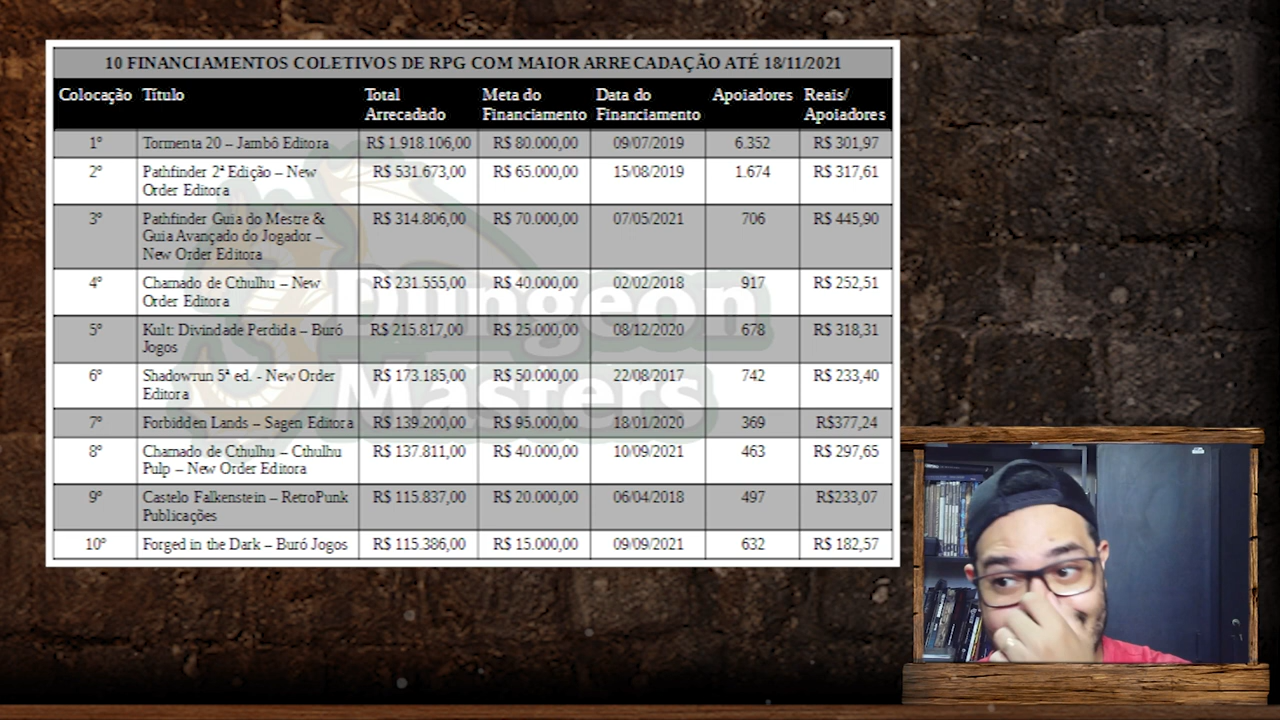 10 FINANCIAMENTOS COLETIVOS DE RPG COM MAIOR ARRECADAÇÃO ATÉ 18/11/2021
Colocação Título Total Arrecadado Meta do Financiamento Data do Financiamento Apoiadores Reais/ Apoiadores
1º Tormenta 20 – Jambô Editora R$ 1.918.106,00 R$ 80.000,00 09/07/2019 6.352 R$ 301,97
2º Pathfinder 2ª Edição – New Order Editora R$ 531.673,00 R$ 65.000,00 15/08/2019 1.674 R$ 317,61
3º Pathfinder Guia do Mestre & Guia Avançado do Jogador – New Order Editora R$ 314.806,00 R$ 70.000,00 07/05/2021 706 R$ 445,90
4º Chamado de Cthulhu – New Order Editora R$ 231.555,00 R$ 40.000,00 02/02/2018 917 R$ 252,51
5º Kult: Divindade Perdida – Buró Jogos R$ 215.817,00 R$ 25.000,00 08/12/2020 678 R$ 318,31
6º Shadowrun 5ª ed. - New Order Editora R$ 173.185,00 R$ 50.000,00 22/08/2017 742 R$ 233,40
7º Forbidden Lands – Sagen Editora R$ 139.200,00 R$ 95.000,00 18/01/2020 369 R$377,24
8º Chamado de Cthulhu – Cthulhu Pulp – New Order Editora R$ 137.811,00 R$ 40.000,00 10/09/2021 463 R$ 297,65
9º Castelo Falkenstein – RetroPunk Publicações R$ 115.837,00 R$ 20.000,00 06/04/2018 497 R$233,07
10º Forged in the Dark – Buró Jogos R$ 115.386,00 R$ 15.000,00 09/09/2021 632 R$ 182,57
Dungeon
Masters